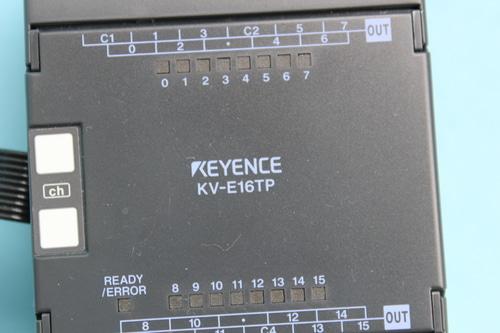 C1 1 3 C2 5 7 OUT
0 2 • 4 6
0 1 2 3 4 5 6 7
KEYENCE
KV-E16TP
ch
READY
/ERROR
8 9 10 11 12 13 14 15
8 10 • 12 14 OUT
9 11 C4 13 15